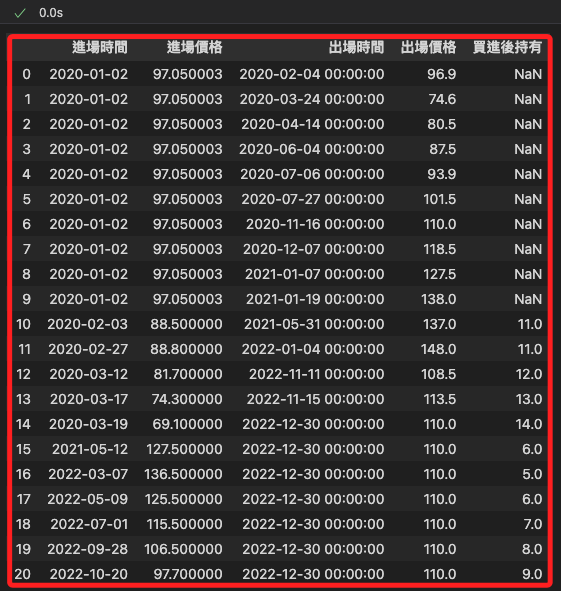 0.0s
進場時間 進場價格 出場時間 出場價格 買進後持有
0 2020-01-02 97.050003 2020-02-04 00:00:00 96.9 NaN
1 2020-01-02 97.050003 2020-03-24 00:00:00 74.6 NaN
2 2020-01-02 97.050003 2020-04-14 00:00:00 80.5 NaN
3 2020-01-02 97.050003 2020-06-04 00:00:00 87.5 NaN
4 2020-01-02 97.050003 2020-07-06 00:00:00 93.9 NaN
5 2020-01-02 97.050003 2020-07-27 00:00:00 101.5 NaN
6 2020-01-02 97.050003 2020-11-16 00:00:00 110.0 NaN
7 2020-01-02 97.050003 2020-12-07 00:00:00 118.5 NaN
8 2020-01-02 97.050003 2021-01-07 00:00:00 127.5 NaN
9 2020-01-02 97.050003 2021-01-19 00:00:00 138.0 NaN
10 2020-02-03 88.500000 2021-05-31 00:00:00 137.0 11.0
11 2020-02-27 88.800000 2022-01-04 00:00:00 148.0 11.0
12 2020-03-12 81.700000 2022-11-11 00:00:00 108.5 12.0
13 2020-03-17 74.300000 2022-11-15 00:00:00 113.5 13.0
14 2020-03-19 69.100000 2022-12-30 00:00:00 110.0 14.0
15 2021-05-12 127.500000 2022-12-30 00:00:00 110.0 6.0
16 2022-03-07 136.500000 2022-12-30 00:00:00 110.0 5.0
17 2022-05-09 125.500000 2022-12-30 00:00:00 110.0 6.0
18 2022-07-01 115.500000 2022-12-30 00:00:00 110.0 7.0
19 2022-09-28 106.500000 2022-12-30 00:00:00 110.0 8.0
20 2022-10-20 97.700000 2022-12-30 00:00:00 110.0 9.0